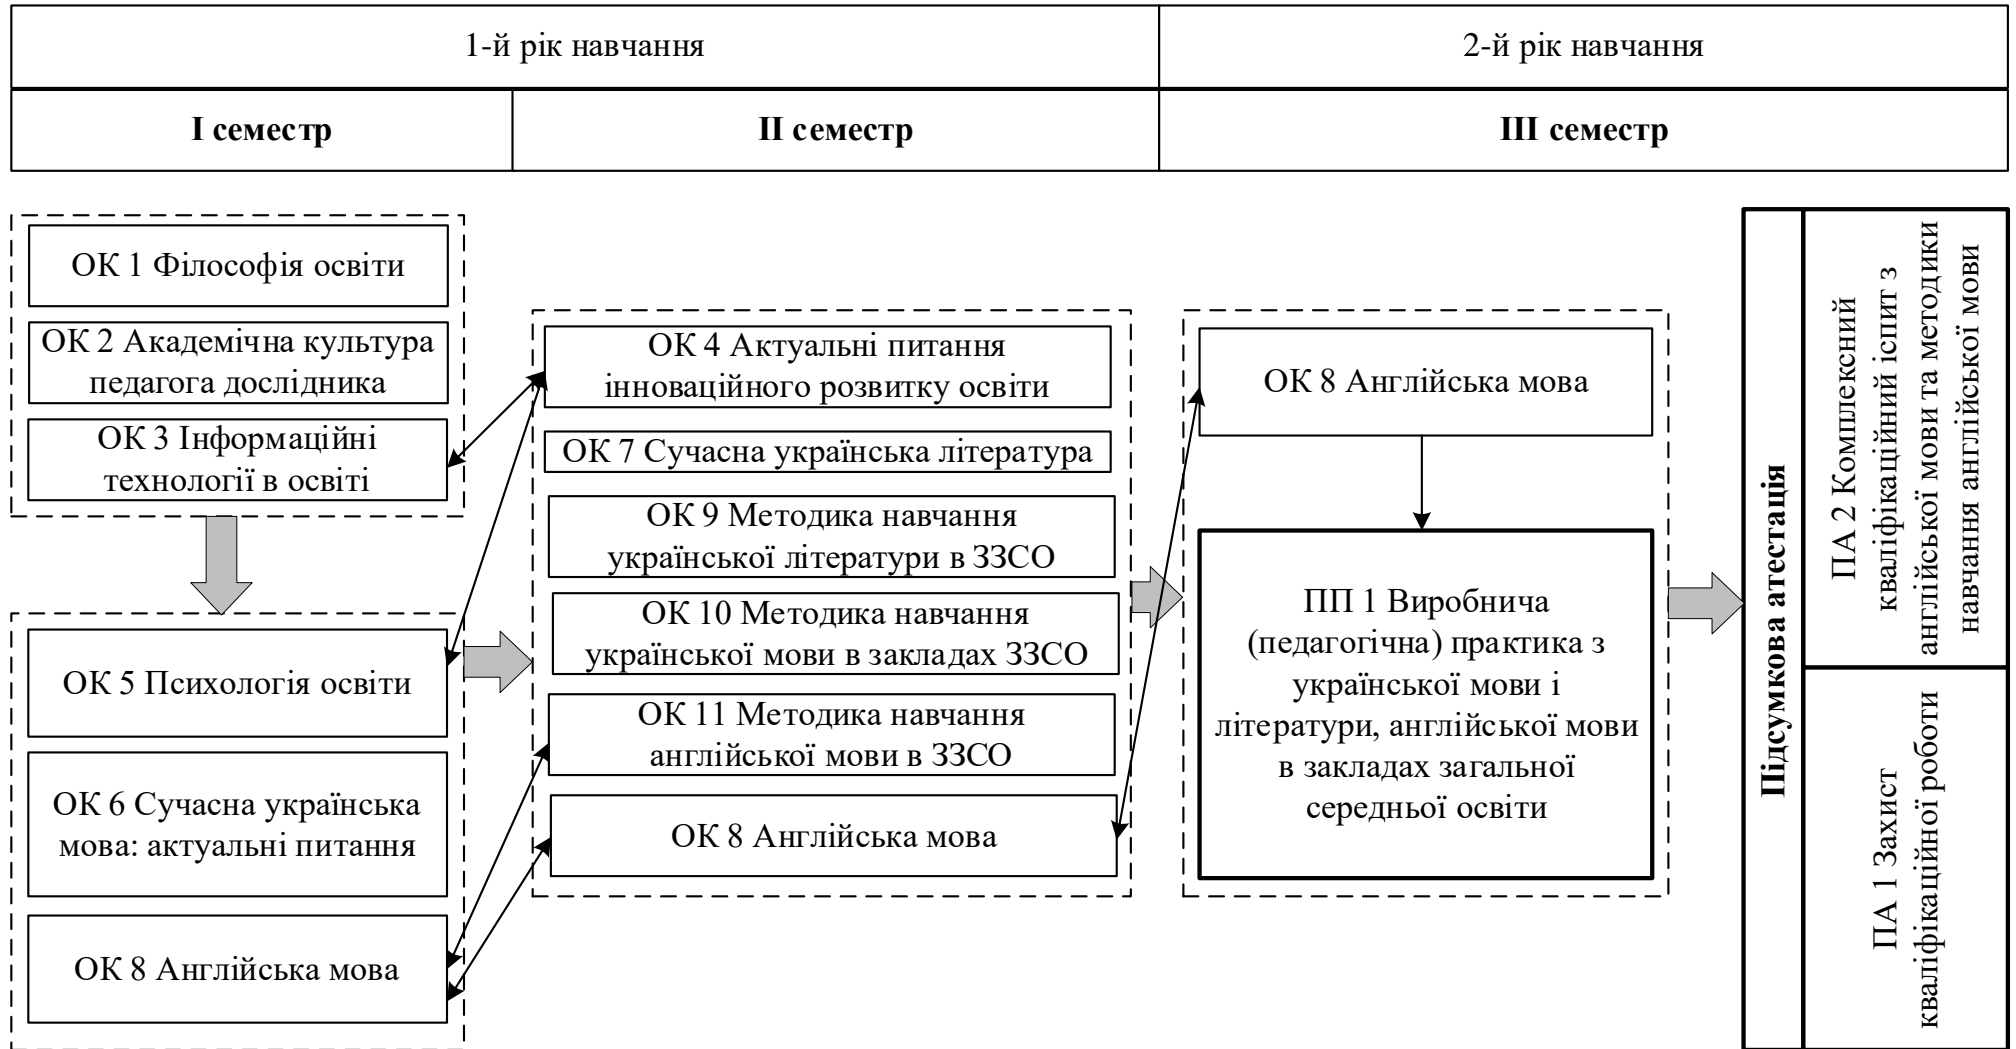 1-й рік навчання
2-й рік навчання
І семестр
ІІ семестр
ІІІ семестр
ОК 1 Філософія освіти
ОК 2 Академічна культура
педагога дослідника
ОК 3 Інформаційні
технології в освіті
ОК 5 Психологія освіти
ОК 6 Сучасна українська
мова: актуальні питання
ОК 8 Англійська мова
ОК 4 Актуальні питання
інноваційного розвитку освіти
ОК 7 Сучасна українська література
ОК 9 Методика навчання
української літератури в ЗЗСО
ОК 10 Методика навчання
української мови в закладах ЗЗСО
ОК 11 Методика навчання
англійської мови в ЗЗСО
ОК 8 Англійська мова
ОК 8 Англійська мова
ПП 1 Виробнича
(педагогічна) практика з
української мови і
літератури, англійської мови
в закладах загальної
середньої освіти
Підсумкова атестація
ПА 2 Комплексний
кваліфікаційний іспит з
англійської мови та методики
навчання англійської мови
ПА 1 Захист
кваліфікаційної роботи